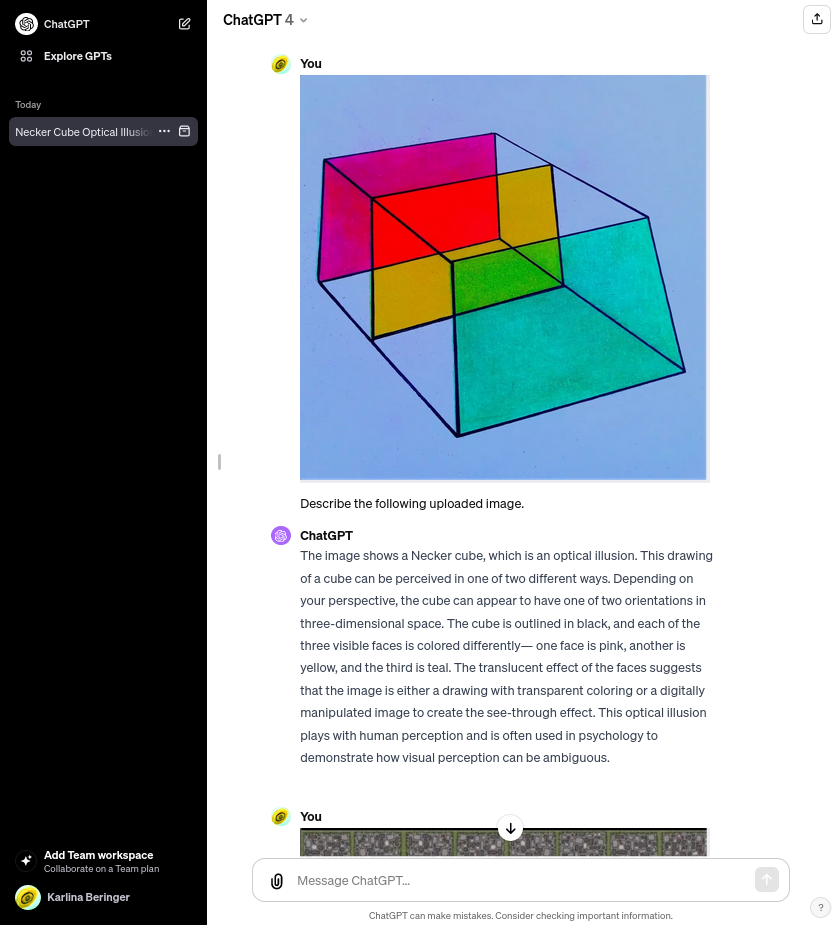 ChatGPT
Explore GPTs
Today
Necker Cube Optical Illusio
Add Team workspace
Collaborate on a Team plan
Karlina Beringer
ChatGPT 4
You
Describe the following uploaded image.
ChatGPT
The image shows a Necker cube, which is an optical illusion. This drawing
of a cube can be perceived in one of two different ways. Depending on
your perspective, the cube can appear to have one of two orientations in
three-dimensional space. The cube is outlined in black, and each of the
three visible faces is colored differently— one face is pink, another is
yellow, and the third is teal. The translucent effect of the faces suggests
that the image is either a drawing with transparent coloring or a digitally
manipulated image to create the see-through effect. This optical illusion
plays with human perception and is often used in psychology to
demonstrate how visual perception can be ambiguous.
You
Message ChatGPT...
ChatGPT can make mistakes. Consider checking important information.
?